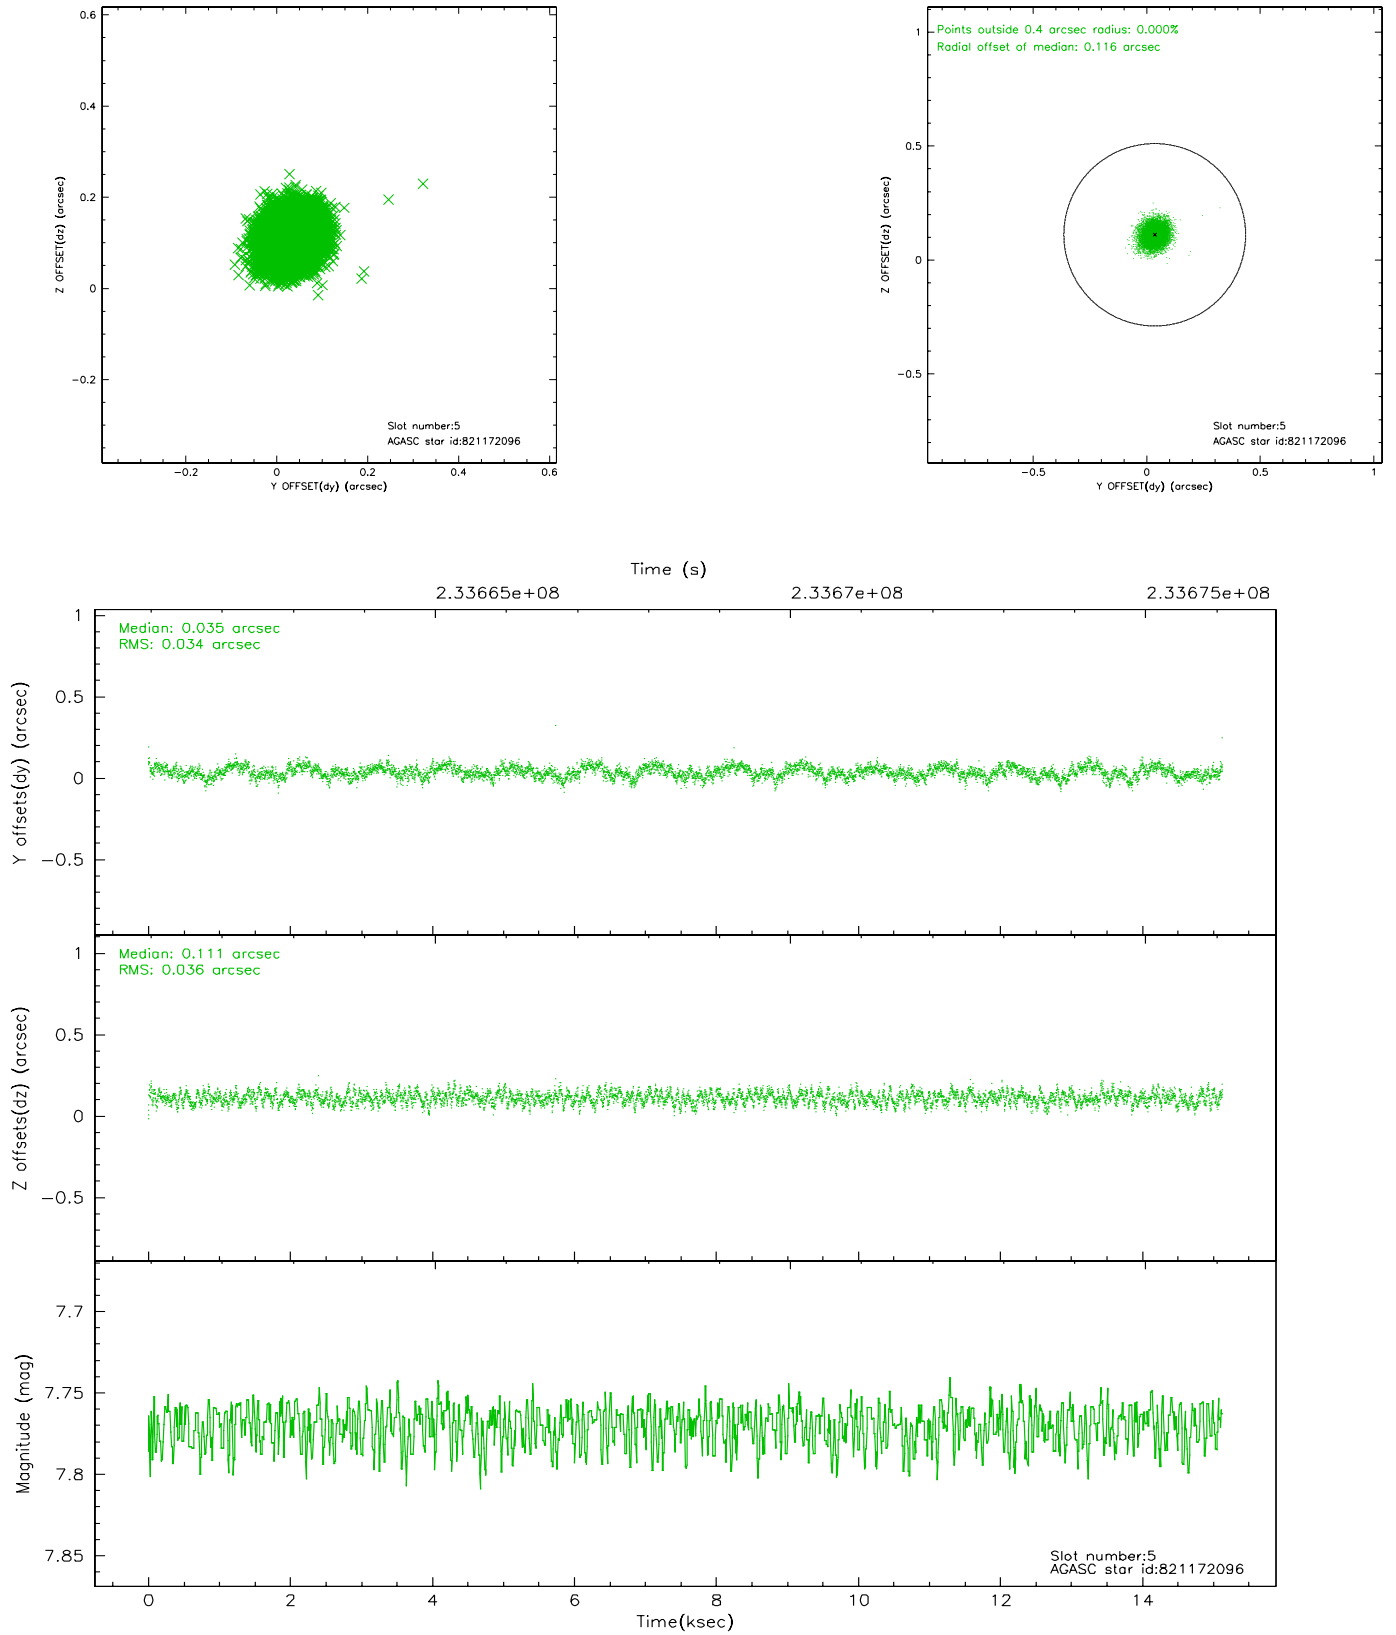 0.6
0.4
0.2
0
−0.2
Z OFFSET(dz) (arcsec)
Slot number:5
AGASC star id:821172096
−0.2 0 0.2 0.4 0.6
Y OFFSET(dy) (arcsec)
Points outside 0.4 arcsec radius: 0.000%
Radial offset of median: 0.116 arcsec
1
0.5
0
−0.5
Z OFFSET(dz) (arcsec)
Slot number:5
AGASC star id:821172096
−0.5 0 0.5 1
Y OFFSET(dy) (arcsec)
Time (s)
2.33665e+08 2.3367e+08 2.33675e+08
Median: 0.035 arcsec
RMS: 0.034 arcsec
1
0.5
0
−0.5
Y offsets(dy) (arcsec)
Median: 0.111 arcsec
RMS: 0.036 arcsec
1
0.5
0
−0.5
Z offsets(dz) (arcsec)
7.7
7.75
7.8
7.85
Magnitude (mag)
Slot number:5
AGASC star id:821172096
0 2 4 6 8 10 12 14
Time(ksec)